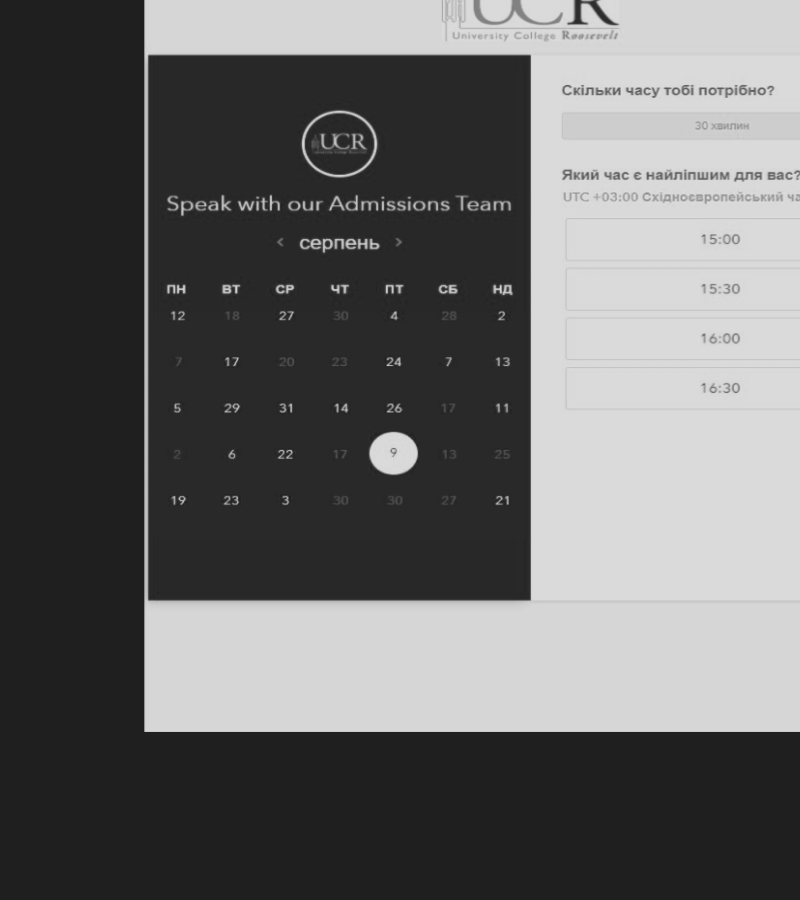 UCR
University College Roosevelt
UCR
Speak with our Admissions Team
< серпень >
ПН ВТ СР ЧТ ПТ СБ НД
12 18 27 30 4 28 2
7 17 20 23 24 7 13
5 29 31 14 26 17 11
2 6 22 17 9 13 25
19 23 3 30 30 27 21
Скільки часу тобі потрібно?
30 хвилин
Який час є найліпшим для вас?
UTC +03:00 Східноєвропейський ча
15:00
15:30
16:00
16:30